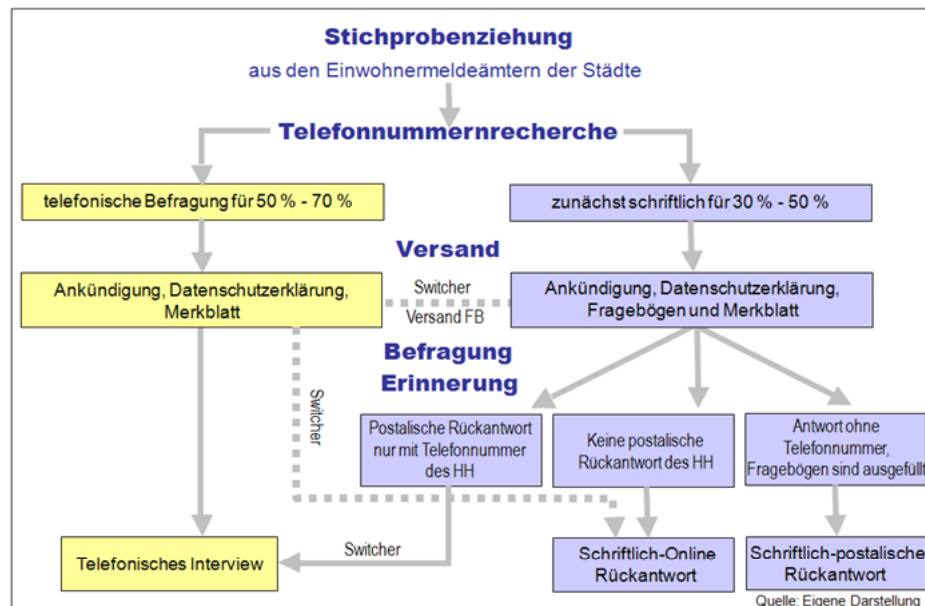 Stichprobenziehung
aus den Einwohnermeldeämtern der Städte
Telefonnummernrecherche
telefonische Befragung für 50 % - 70 %
zunächst schriftlich für 30 % - 50 %
Versand
Ankündigung, Datenschutzerklärung,
Merkblatt
Switcher
Versand FB
Ankündigung, Datenschutzerklärung,
Fragebögen und Merkblatt
Befragung
Erinnerung
Switcher
Postalische Rückantwort
nur mit Telefonnummer
des HH
Keine postalische
Rückantwort des HH
Antwort ohne
Telefonnummer,
Fragebögen sind ausgefüllt
Telefonisches Interview
Switcher
Schriftlich-Online
Rückantwort
Schriftlich-postalische
Rückantwort
Quelle: Eigene Darstellung